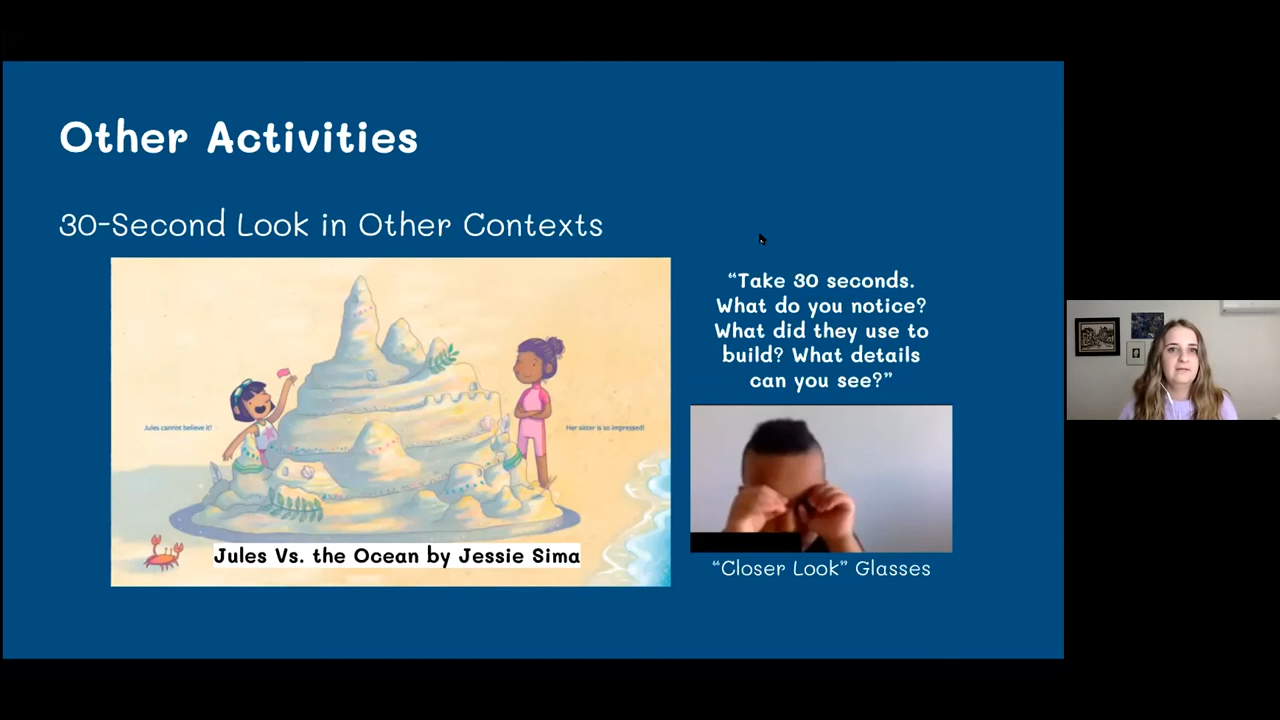 Other Activities
30-Second Look in Other Contexts
Jules cannot believe it!
Her sister is so impressed!
Jules Vs. the Ocean by Jessie Sima
“Take 30 seconds.
What do you notice?
What did they use to
build? What details
can you see?”
“Closer Look” Glasses